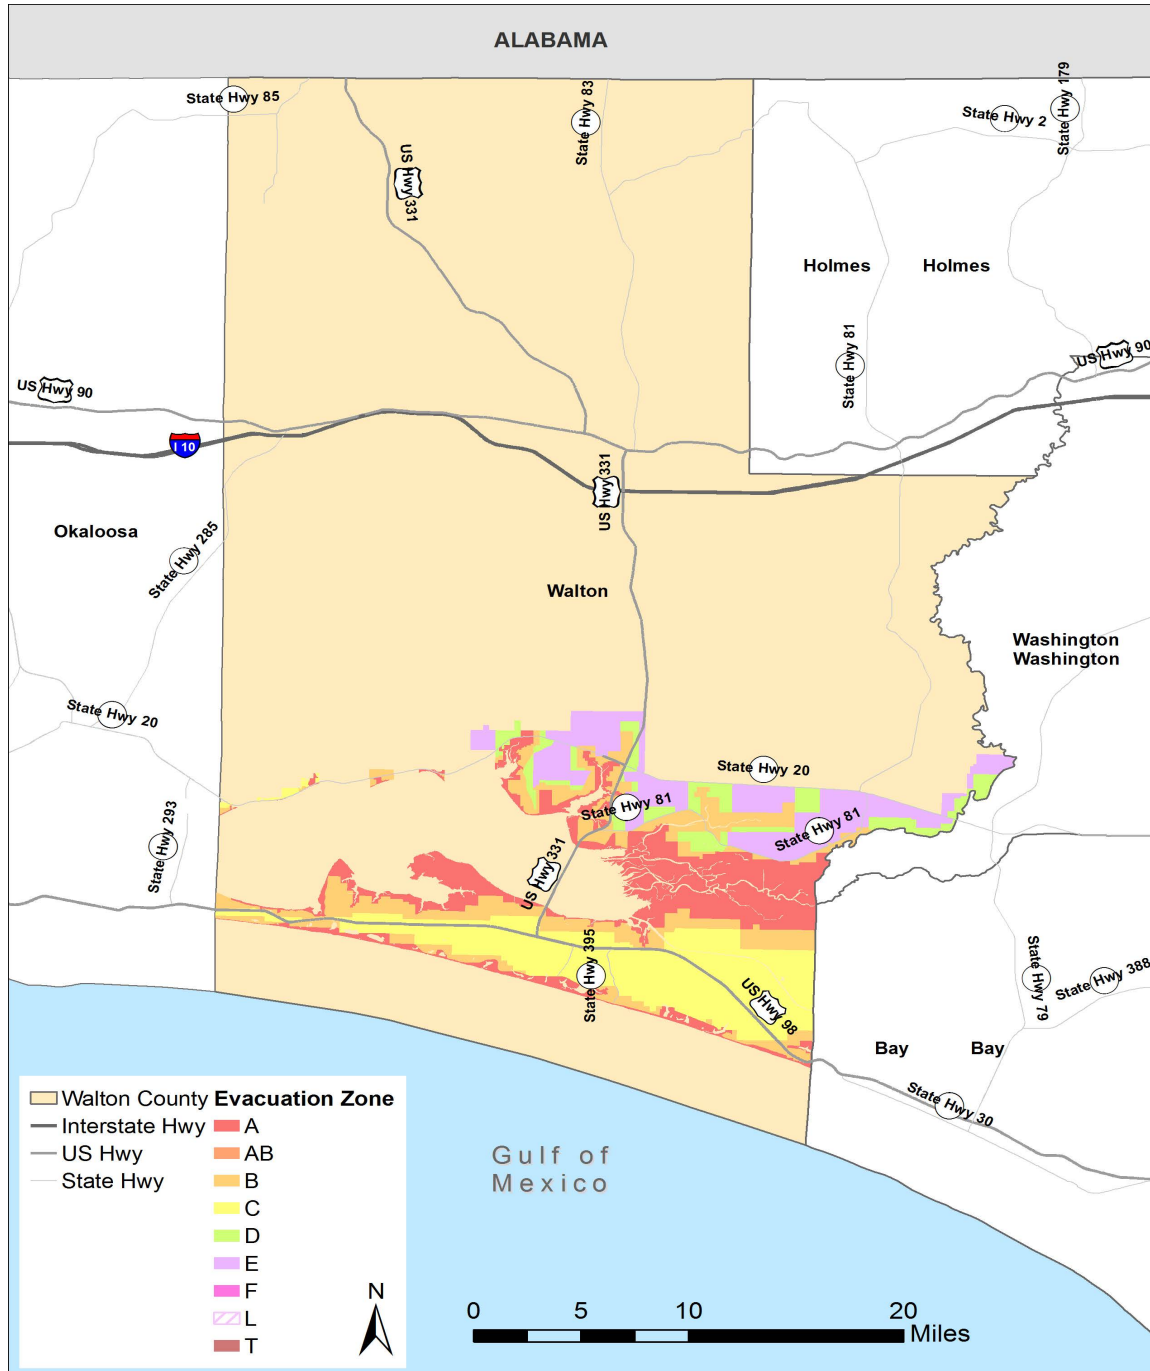 ALABAMA
State Hwy 85
State Hwy 83
State Hwy 2
State Hwy 179
US Hwy 331
Holmes
Holmes
State Hwy 81
US Hwy 90
US Hwy 90
I 10
US Hwy 331
Okaloosa
State Hwy 285
Walton
Washington
Washington
State Hwy 20
State Hwy 20
State Hwy 81
State Hwy 81
State Hwy 293
US Hwy 331
State Hwy 395
US Hwy 98
State Hwy 79
State Hwy 388
Bay
Bay
State Hwy 30
Gulf of
Mexico
Walton County
Interstate Hwy
US Hwy
State Hwy
Evacuation Zone
A
AB
B
C
D
E
F
L
T
N
0 5 10 20
Miles